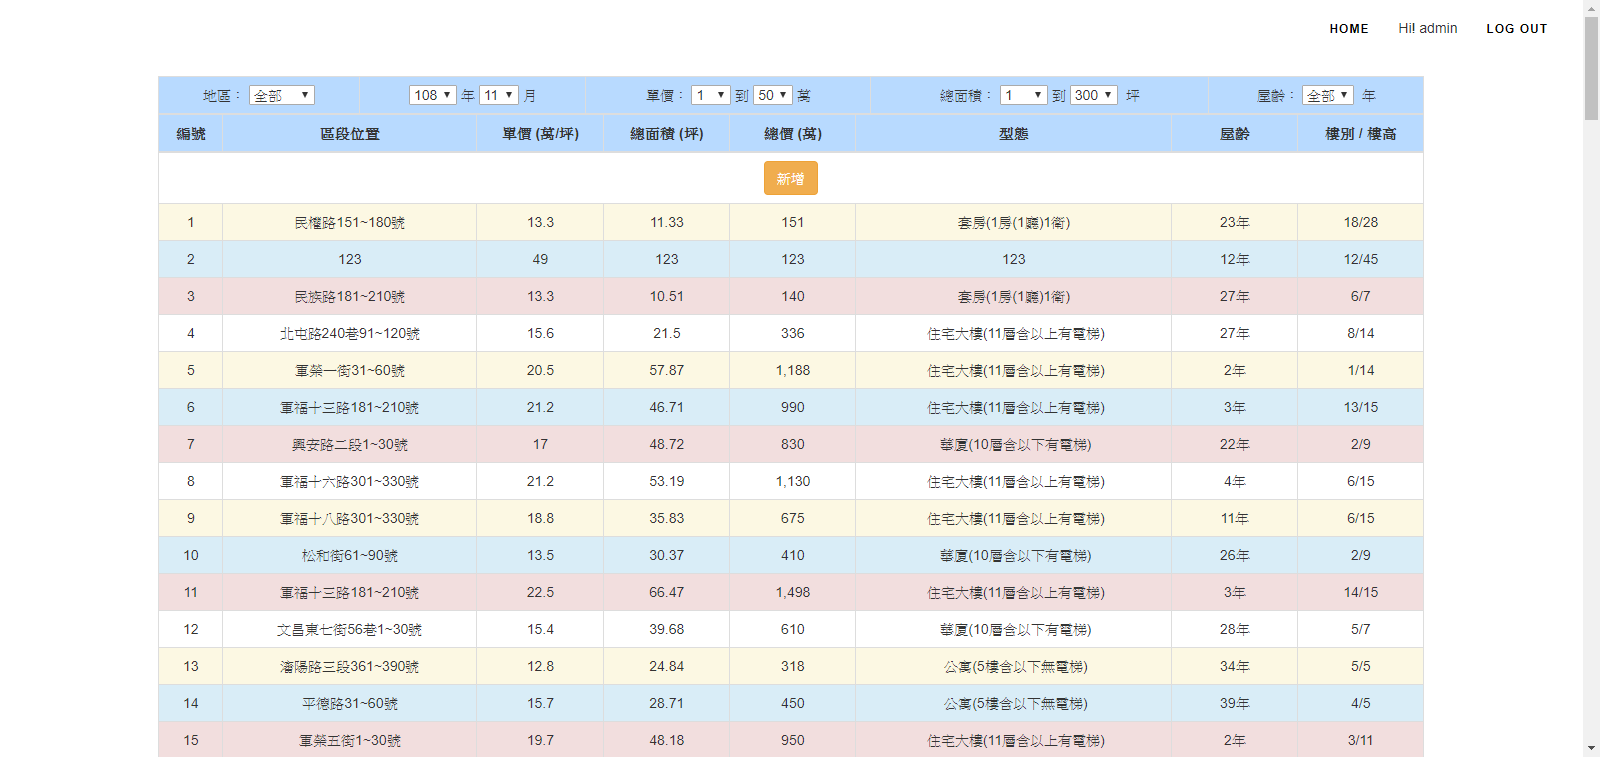 HOME Hi! admin LOG OUT
地區： 全部 108 年 11 月 單價： 1 到 50 萬 總面積： 1 到 300 坪 屋齡： 全部 年
編號 區段位置 單價 (萬/坪) 總面積 (坪) 總價 (萬) 型態 屋齡 樓別 / 樓高
新增
1 民權路151~180號 13.3 11.33 151 套房(1房(1廳)1衛) 23年 18/28
2 123 49 123 123 123 12年 12/45
3 民族路181~210號 13.3 10.51 140 套房(1房(1廳)1衛) 27年 6/7
4 北屯路240巷91~120號 15.6 21.5 336 住宅大樓(11層含以上有電梯) 27年 8/14
5 軍榮一街31~60號 20.5 57.87 1,188 住宅大樓(11層含以上有電梯) 2年 1/14
6 軍福十三路181~210號 21.2 46.71 990 住宅大樓(11層含以上有電梯) 3年 13/15
7 興安路二段1~30號 17 48.72 830 華廈(10層含以下有電梯) 22年 2/9
8 軍福十六路301~330號 21.2 53.19 1,130 住宅大樓(11層含以上有電梯) 4年 6/15
9 軍福十八路301~330號 18.8 35.83 675 住宅大樓(11層含以上有電梯) 11年 6/15
10 松和街61~90號 13.5 30.37 410 華廈(10層含以下有電梯) 26年 2/9
11 軍福十三路181~210號 22.5 66.47 1,498 住宅大樓(11層含以上有電梯) 3年 14/15
12 文昌東七街56巷1~30號 15.4 39.68 610 華廈(10層含以下有電梯) 28年 5/7
13 瀋陽路三段361~390號 12.8 24.84 318 公寓(5樓含以下無電梯) 34年 5/5
14 平德路31~60號 15.7 28.71 450 公寓(5樓含以下無電梯) 39年 4/5
15 軍榮五街1~30號 19.7 48.18 950 住宅大樓(11層含以上有電梯) 2年 3/11